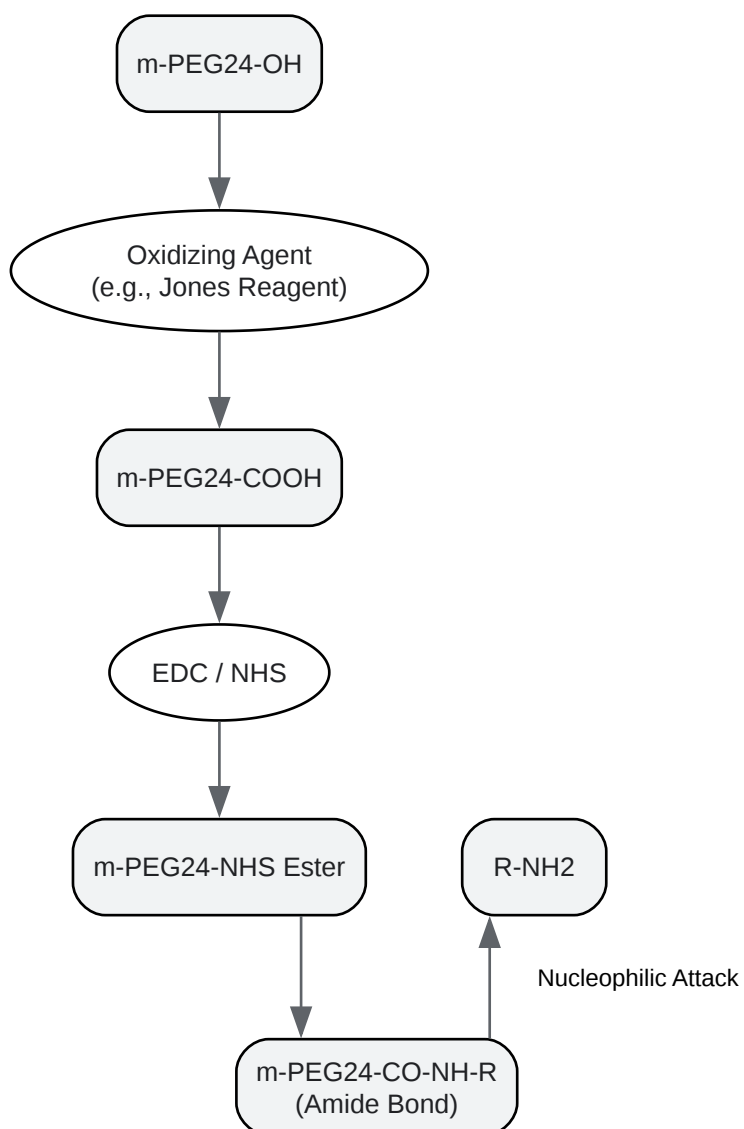 m-PEG24-OH
Oxidizing Agent
(e.g., Jones Reagent)
m-PEG24-COOH
EDC / NHS
m-PEG24-NHS Ester
R-NH2
Nucleophilic Attack
m-PEG24-CO-NH-R
(Amide Bond)